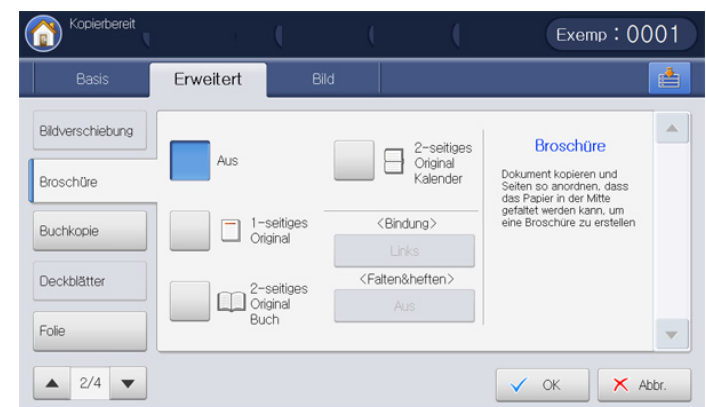 Kopierbereit
Exemp : 0001
Basis
Erweitert
Bild
Bildverschiebung
Broschüre
Buchkopie
Deckblätter
Folie
2/4
Aus
1-seitiges
Original
2-seitiges
Original
Buch
2-seitiges
Original
Kalender
<Bindung>
Links
<Falten&heften>
Aus
Broschüre
Dokument kopieren und
Seiten so anordnen, dass
das Papier in der Mitte
gefaltet werden kann, um
eine Broschüre zu erstellen
OK
Abbr.